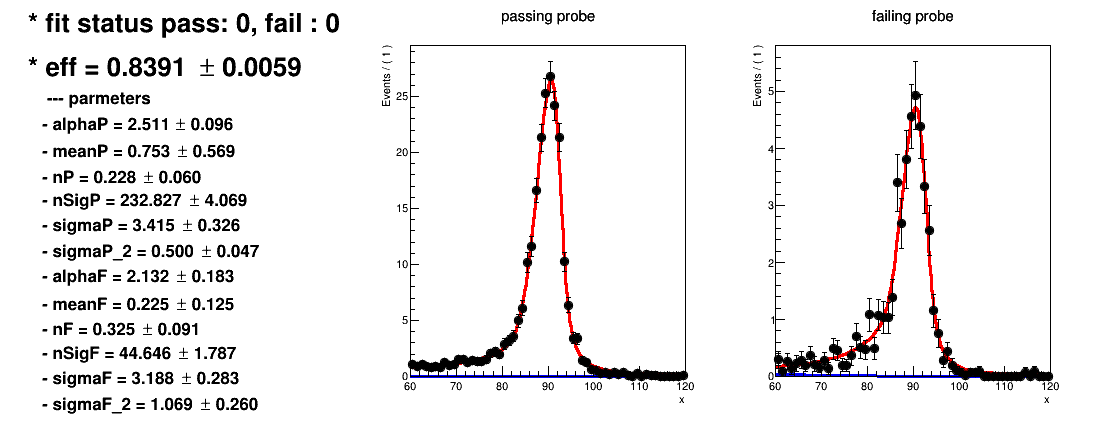 * fit status pass: 0, fail : 0
* eff = 0.8391 ± 0.0059
--- parmeters
- alphaP = 2.511 ± 0.096
- meanP = 0.753 ± 0.569
- nP = 0.228 ± 0.060
- nSigP = 232.827 ± 4.069
- sigmaP = 3.415 ± 0.326
- sigmaP_2 = 0.500 ± 0.047
- alphaF = 2.132 ± 0.183
- meanF = 0.225 ± 0.125
- nF = 0.325 ± 0.091
- nSigF = 44.646 ± 1.787
- sigmaF = 3.188 ± 0.283
- sigmaF_2 = 1.069 ± 0.260
passing probe
Events / ( 1 )
25
20
15
10
5
0
60 70 80 90 100 110 120
x
failing probe
Events / ( 1 )
5
4
3
2
1
0
60 70 80 90 100 110 120
x